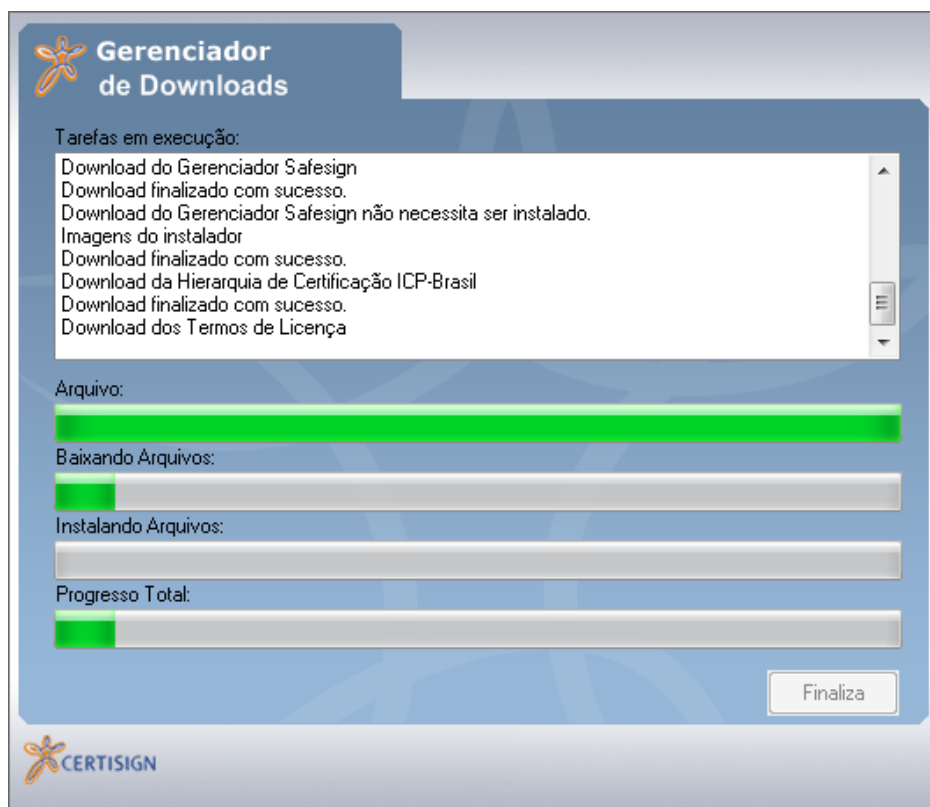 Gerenciador
de Downloads
Tarefas em execução:
Download do Gerenciador Safesign
Download finalizado com sucesso.
Download do Gerenciador Safesign não necessita ser instalado.
Imagens do instalador
Download finalizado com sucesso.
Download da Hierarquia de Certificação ICP-Brasil
Download finalizado com sucesso.
Download dos Termos de Licença
Arquivo:
Baixando Arquivos:
Instalando Arquivos:
Progresso Total:
Finaliza
CERTISIGN